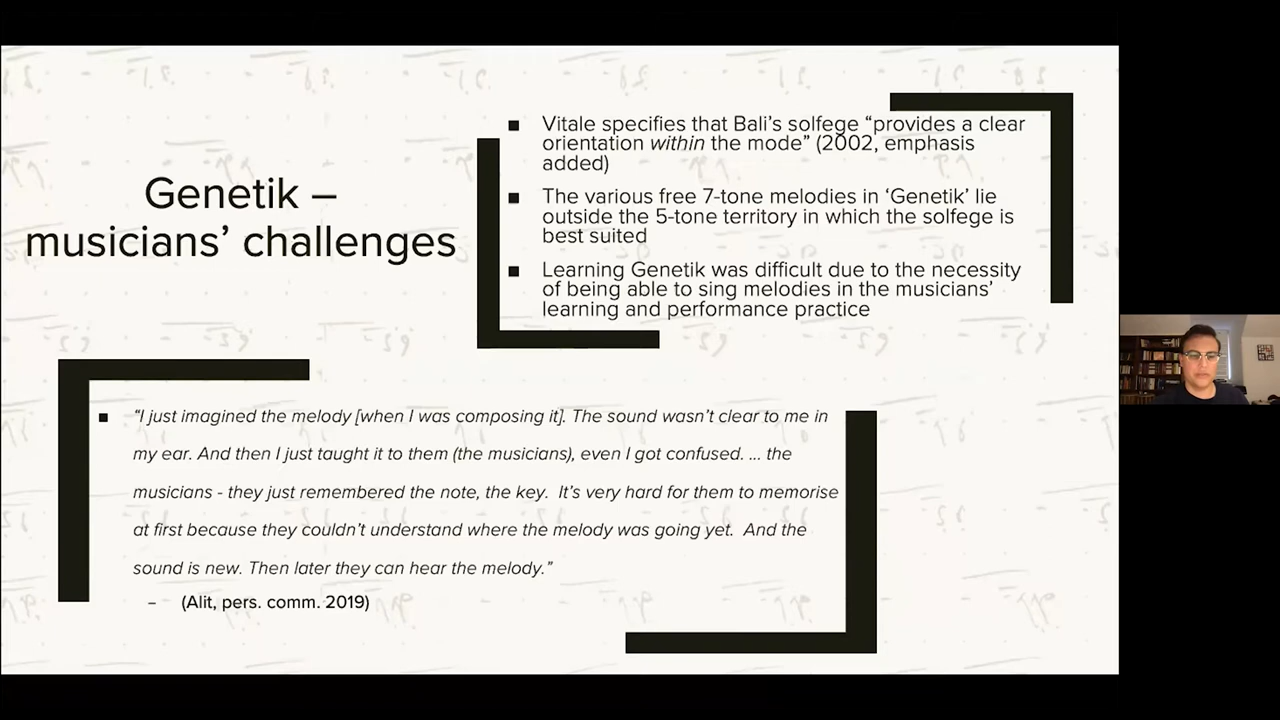 Genetik –
musicians’ challenges
▪ Vitale specifies that Bali’s solfege “provides a clear
orientation within the mode” (2002, emphasis
added)
▪ The various free 7-tone melodies in ‘Genetik’ lie
outside the 5-tone territory in which the solfege is
best suited
▪ Learning Genetik was difficult due to the necessity
of being able to sing melodies in the musicians’
learning and performance practice
▪ “I just imagined the melody [when I was composing it]. The sound wasn’t clear to me in
my ear. And then I just taught it to them (the musicians), even I got confused. … the
musicians - they just remembered the note, the key.  It’s very hard for them to memorise
at first because they couldn’t understand where the melody was going yet.  And the
sound is new. Then later they can hear the melody.”
– (Alit, pers. comm. 2019)